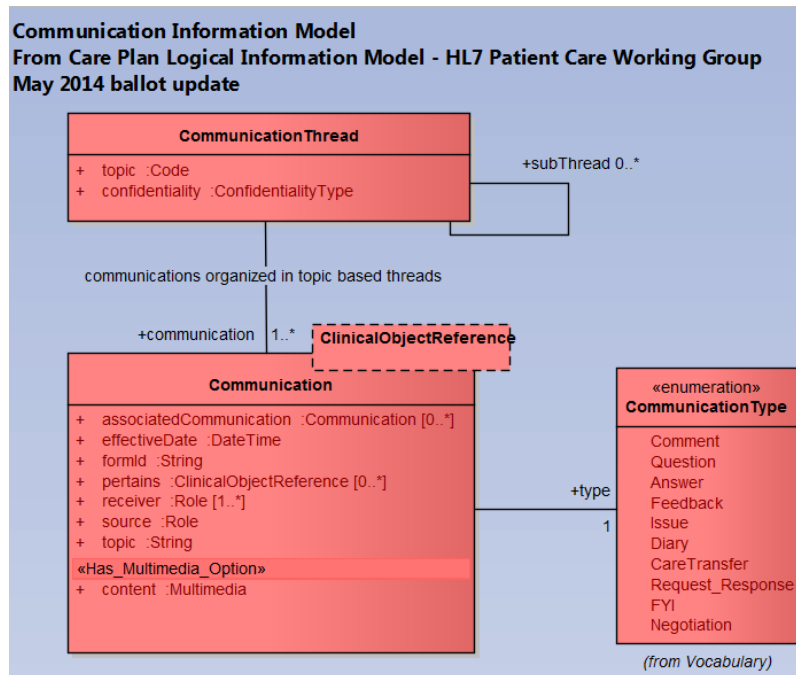 Communication Information Model
From Care Plan Logical Information Model - HL7 Patient Care Working Group
May 2014 ballot update
CommunicationThread
+ topic :Code
+ confidentiality :ConfidentialityType
+subThread 0..*
communications organized in topic based threads
+communication 1..*
ClinicalObjectReference
Communication
+ associatedCommunication :Communication [0..*]
+ effectiveDate :DateTime
+ formId :String
+ pertains :ClinicalObjectReference [0..*]
+ receiver :Role [1..*]
+ source :Role
+ topic :String
«Has_Multimedia_Option»
+ content :Multimedia
+type
1
«enumeration»
CommunicationType
Comment
Question
Answer
Feedback
Issue
Diary
CareTransfer
Request_Response
FYI
Negotiation
(from Vocabulary)